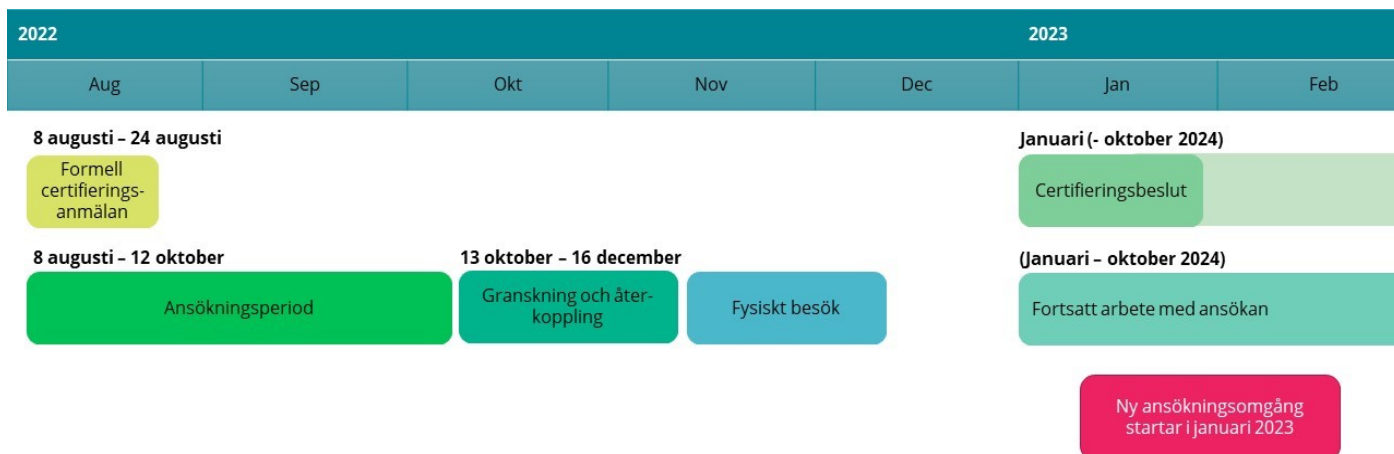 2022 2023
Aug Sep Okt Nov Dec Jan Feb
8 augusti – 24 augusti
Formell
certifierings-
anmälan
Januari (- oktober 2024)
Certifieringsbeslut
8 augusti – 12 oktober
Ansökningsperiod
13 oktober – 16 december
Granskning och åter-
koppling
Fysiskt besök
(Januari – oktober 2024)
Fortsatt arbete med ansökan
Ny ansökningsomgång
startar i januari 2023